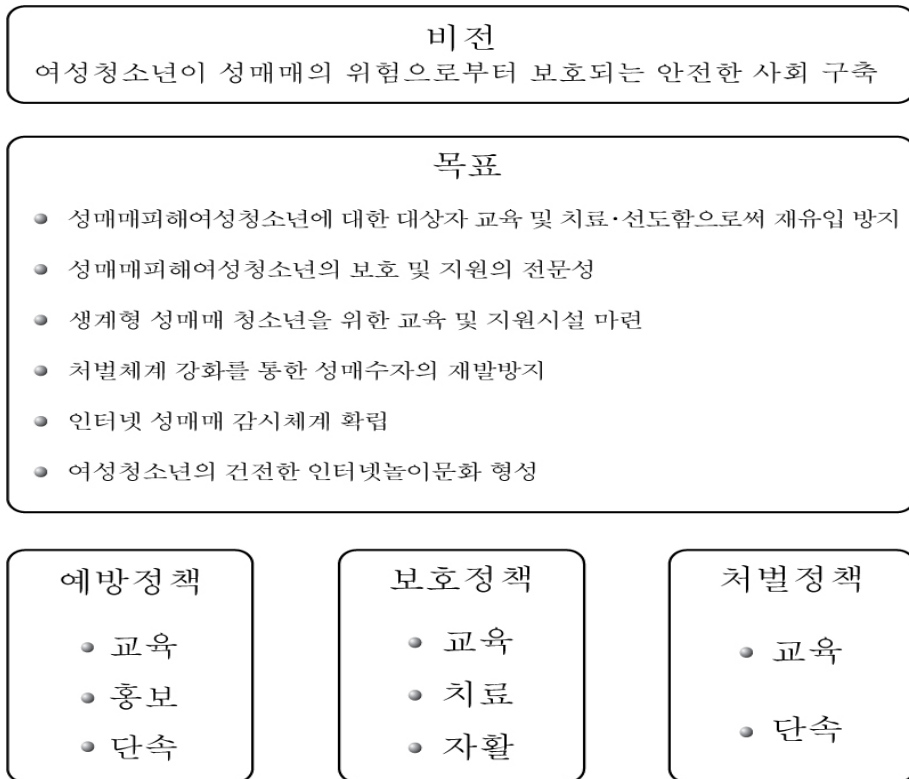 비전
여성청소년이 성매매의 위험으로부터 보호되는 안전한 사회 구축
목표
성매매피해여성청소년에 대한 대상자 교육 및 치료·선도함으로써 재유입 방지
성매매피해여성청소년의 보호 및 지원의 전문성
생계형 성매매 청소년을 위한 교육 및 지원시설 마련
처벌체계 강화를 통한 성매수자의 재발방지
인터넷 성매매 감시체계 확립
여성청소년의 건전한 인터넷놀이문화 형성
예방정책
교육
홍보
단속
보호정책
교육
치료
자활
처벌정책
교육
단속